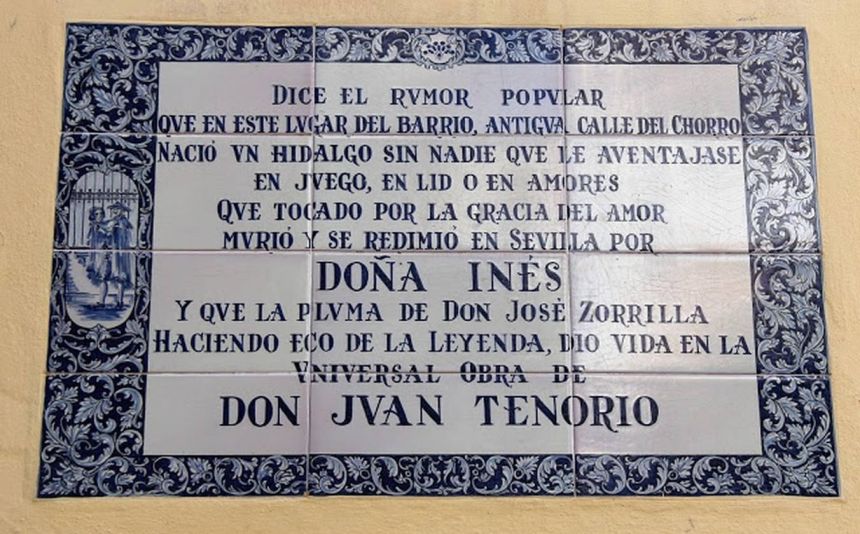 DICE EL RVMOR POPVLAR
QVE EN ESTE LVGAR DEL BARRIO, ANTIGVA CALLE DEL CHORRO
NACIÓ VN HIDALGO SIN NADIE QVE LE AVENTAJASE
EN JVEGO, EN LID O EN AMORES
QVE TOCADO POR LA GRACIA DEL AMOR
MVRIÓ Y SE REDIMIÓ EN SEVILLA POR
DOÑA INÉS
Y QVE LA PLVMA DE DON JOSÉ ZORRILLA
HACIENDO ECO DE LA LEYENDA, DIO VIDA EN LA
VNIVERSAL OBRA DE
DON JVAN TENORIO